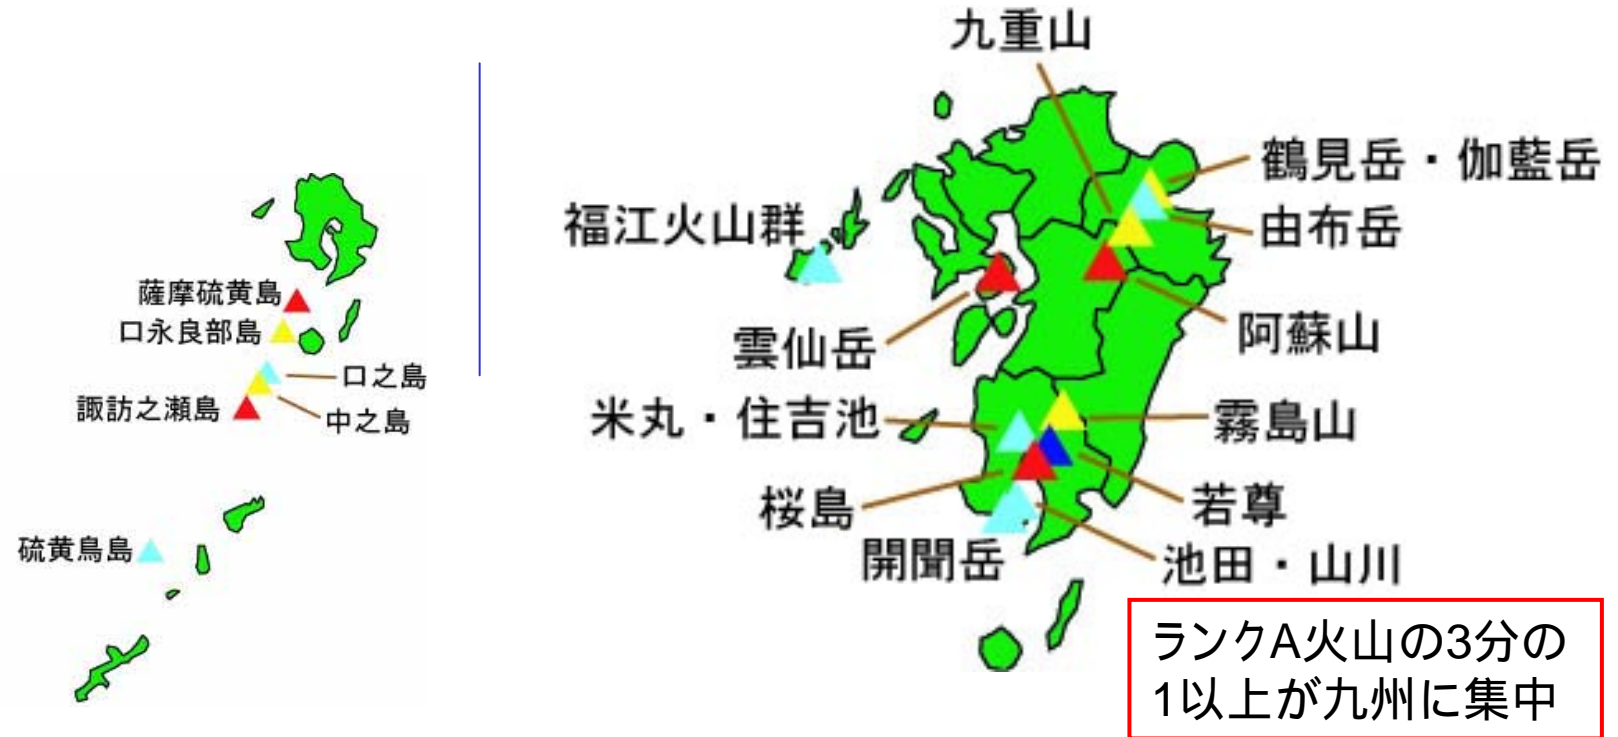 九重山
鶴見岳・伽藍岳
福江火山群
由布岳
雲仙岳
阿蘇山
米丸・住吉池
霧島山
桜島
若尊
開聞岳
池田・山川
薩摩硫黄島
口永良部島
口之島
諏訪之瀬島
中之島
硫黄鳥島
ランクA火山の3分の
1以上が九州に集中